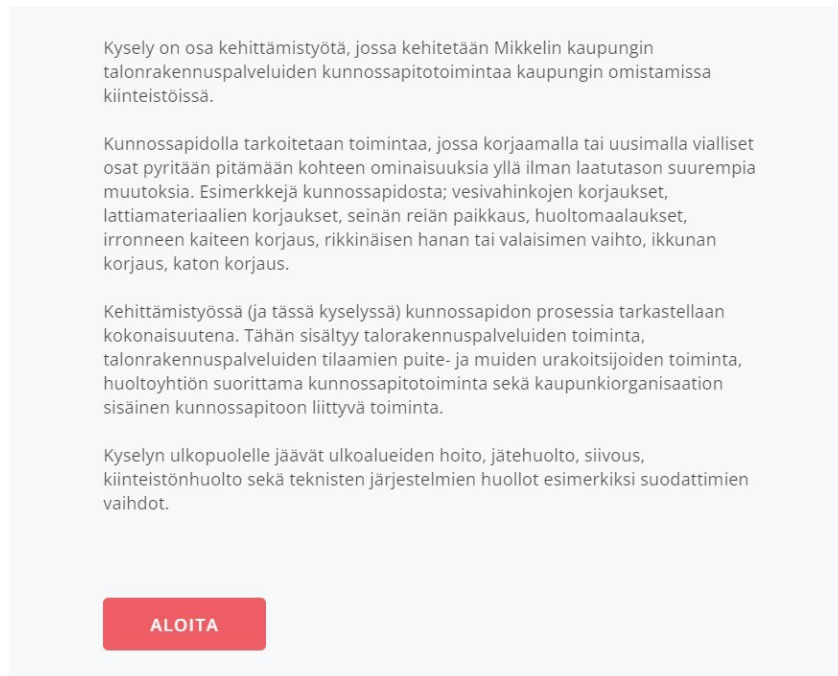 Kysely on osa kehittämistyötä, jossa kehitetään Mikkelin kaupungin
talonrakennuspalveluiden kunnossapitotoimintaa kaupungin omistamissa
kiinteistöissä.
Kunnossapidolla tarkoitetaan toimintaa, jossa korjaamalla tai uusimalla vialliset
osat pyritään pitämään kohteen ominaisuuksia yllä ilman laatutason suurempia
muutoksia. Esimerkkejä kunnossapidosta; vesivahinkojen korjaukset,
lattiamateriaalien korjaukset, seinän reiän paikkaus, huoltomaalaukset,
irronneen kaiteen korjaus, rikkinäisen hanan tai valaisimen vaihto, ikkunan
korjaus, katon korjaus.
Kehittämistyössä (ja tässä kyselyssä) kunnossapidon prosessia tarkastellaan
kokonaisuutena. Tähän sisältyy talorakennuspalveluiden toiminta,
talonrakennuspalveluiden tilaamien puite- ja muiden urakoitsijoiden toiminta,
huoltoyhtiön suorittama kunnossapitotoiminta sekä kaupunkiorganisaation
sisäinen kunnossapitoon liittyvä toiminta.
Kyselyn ulkopuolelle jäävät ulkoalueiden hoito, jätehuolto, siivous,
kiinteistönhuolto sekä teknisten järjestelmien huollot esimerkiksi suodattimien
vaihdot.
ALOITA